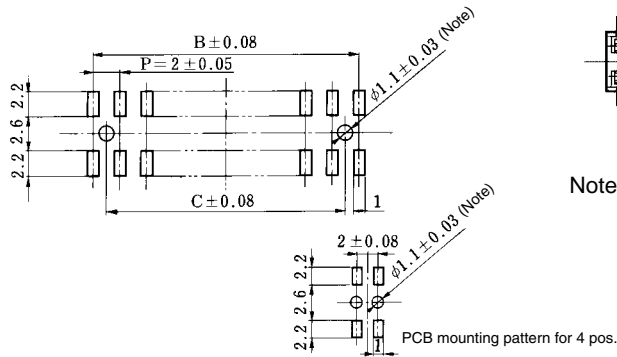 B±0.08
P=2±0.05
φ1.1±0.03 (Note)
2.2
2.6
2.2
C±0.08
1
Note
2±0.08
φ1.1±0.03 (Note)
2.2
2.6
2.2
1
PCB mounting pattern for 4 pos.